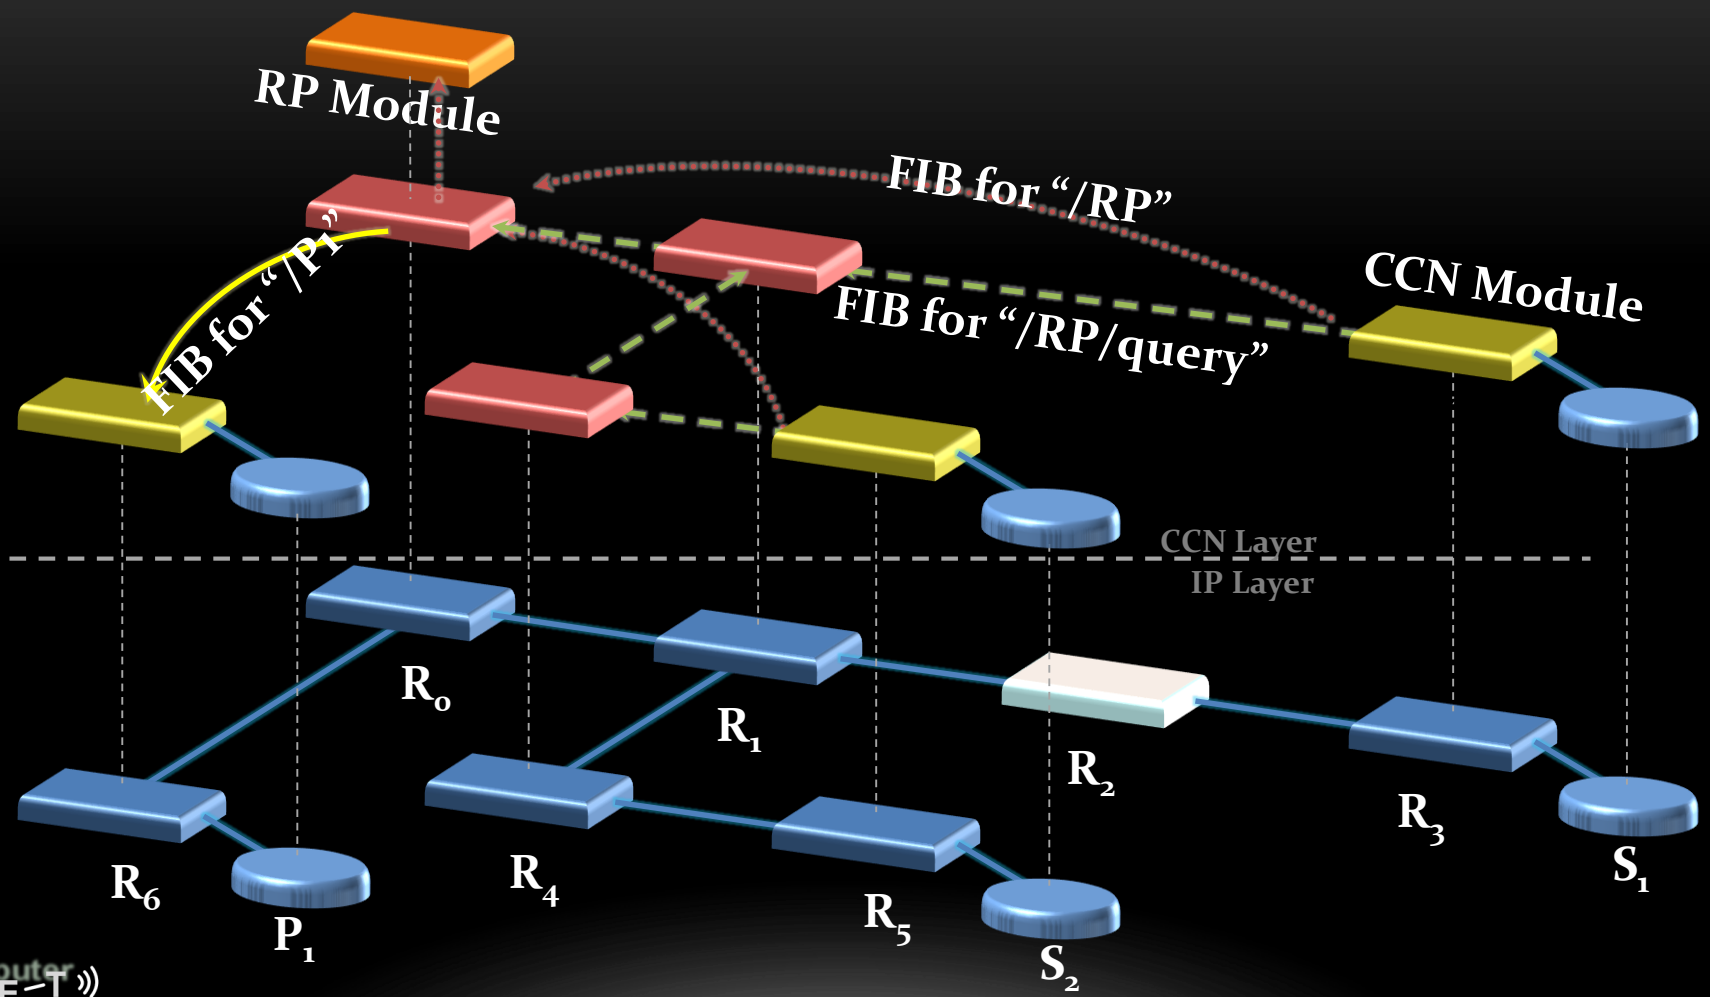 RP Module
FIB for “/RP”
FIB for “/P1”
CCN Module
FIB for “/RP/query”
CCN Layer
IP Layer
R0
R1
R2
R3
R6
R4
R5
S1
P1
S2